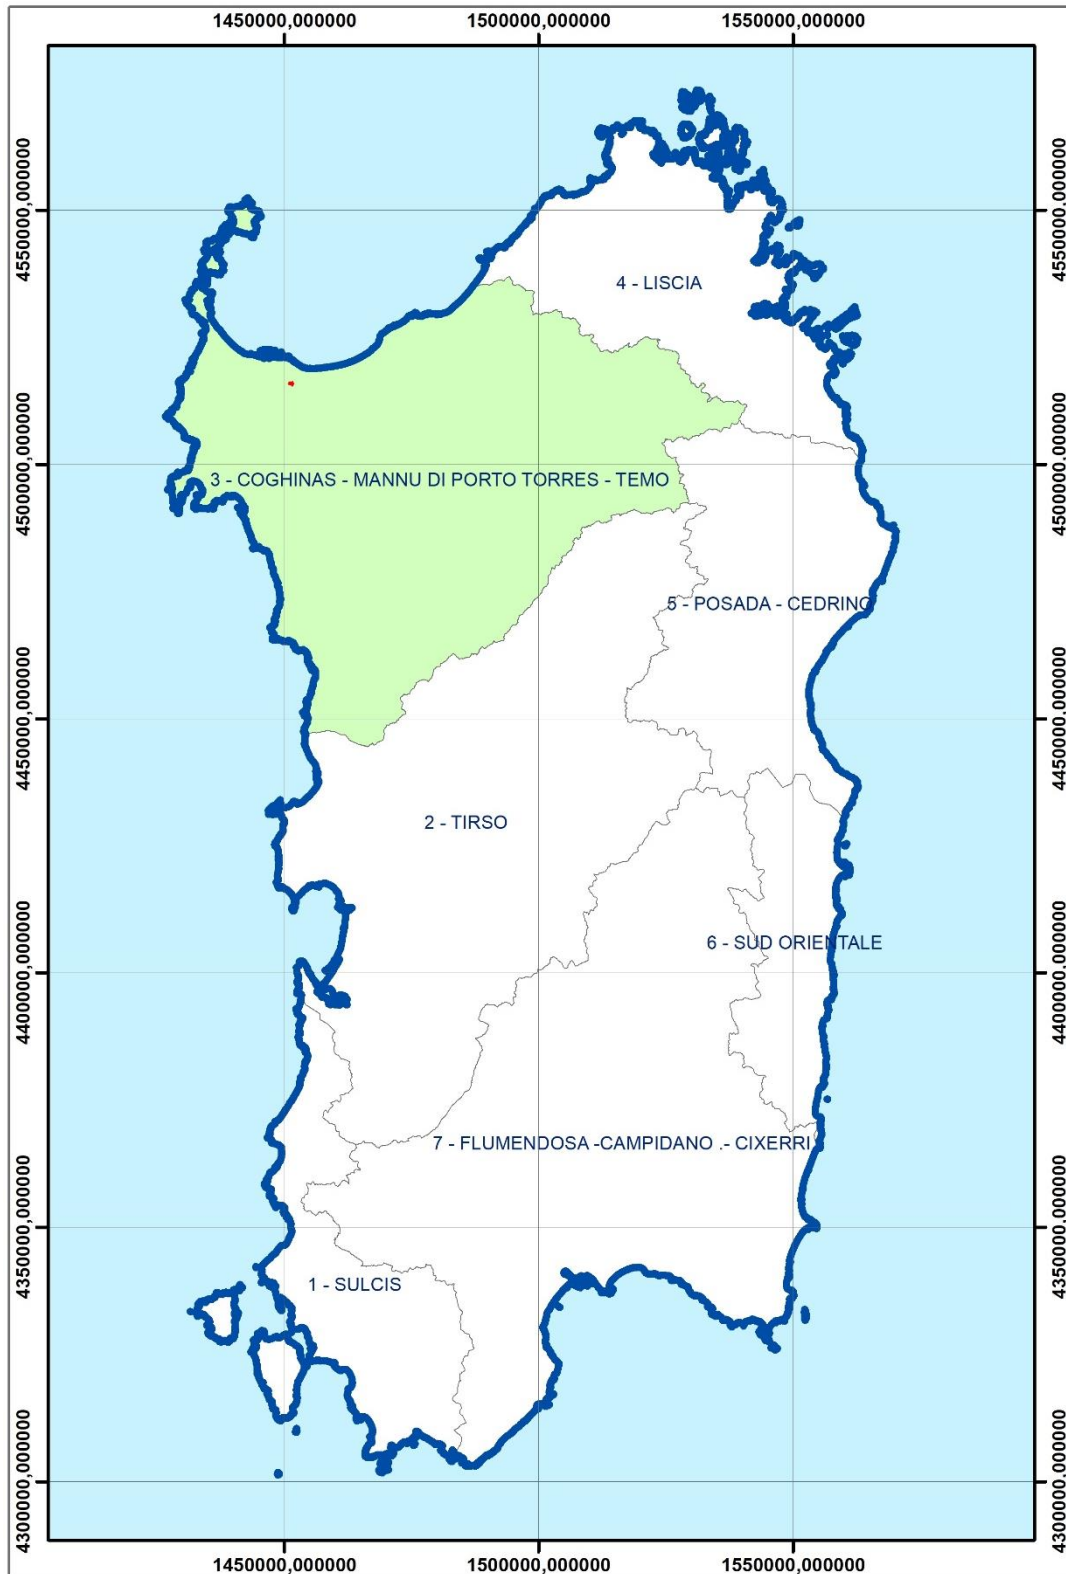 1450000,000000 1500000,000000 1550000,000000
4550000,000000 4550000,000000
4 - LISCIA
3 - COGHINAS - MANNU DI PORTO TORRES - TEMO
4500000,000000 4500000,000000
5 - POSADA - CEDRINO
4450000,000000 4450000,000000
2 - TIRSO
6 - SUD ORIENTALE
4400000,000000 4400000,000000
7 - FLUMENDOSA -CAMPIDANO .- CIXERRI
4350000,000000 4350000,000000
1 - SULCIS
4300000,000000 4300000,000000
1450000,000000 1500000,000000 1550000,000000